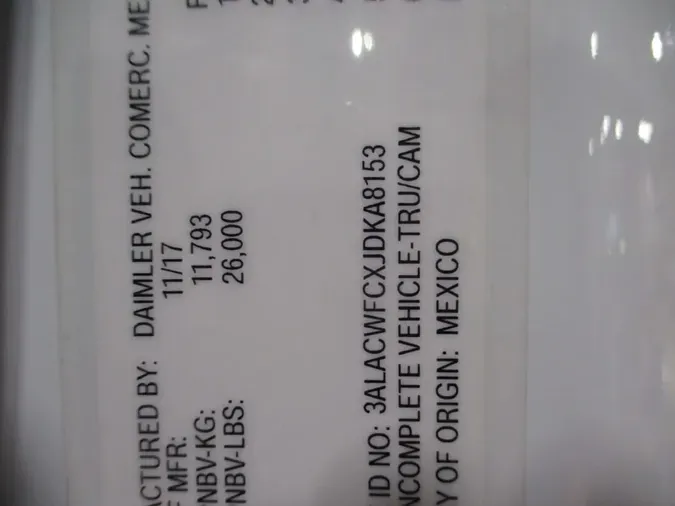 ACTURED BY: DAIMLER VEH. COMERC. ME
F MFR: 11/17
NBV-KG: 11,793
NBV-LBS: 26,000
ID NO: 3ALACWFCXJDKA8153
NCOMPLETE VEHICLE-TRU/CAM
Y OF ORIGIN: MEXICO